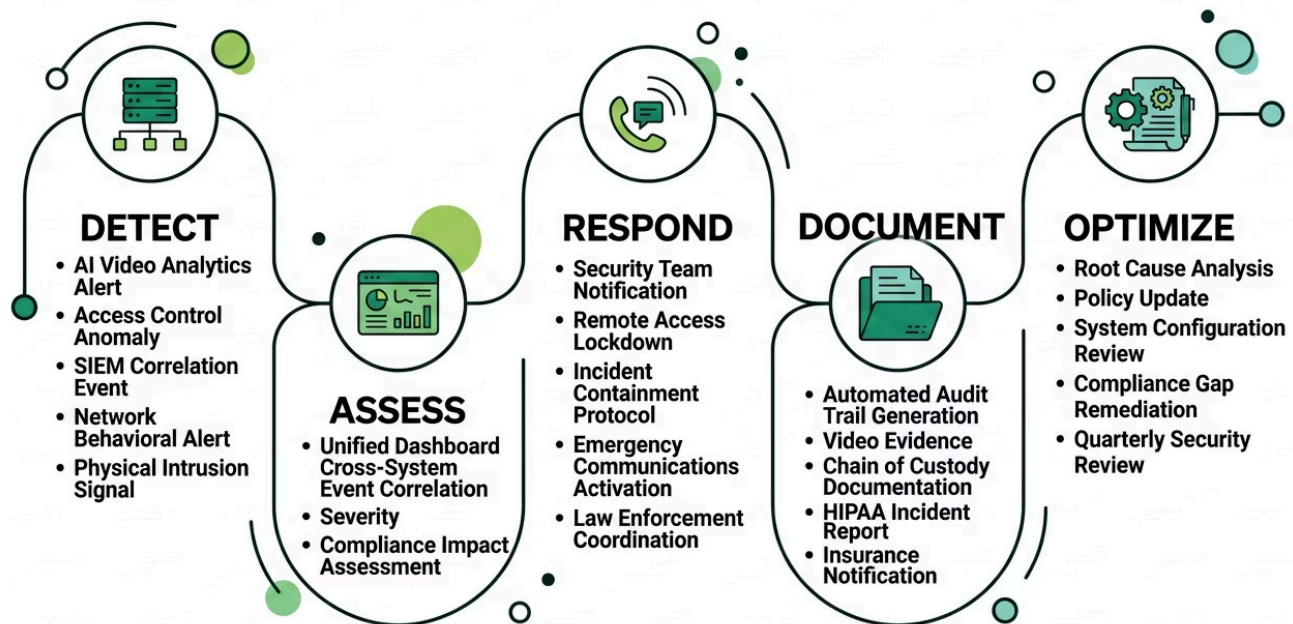 DETECT
• AI Video Analytics
Alert
• Access Control
Anomaly
• SIEM Correlation
Event
• Network
Behavioral Alert
• Physical Intrusion
Signal
ASSESS
• Unified Dashboard
Cross-System
Event Correlation
• Severity
• Compliance Impact
Assessment
RESPOND
• Security Team
Notification
• Remote Access
Lockdown
• Incident
Containment
Protocol
• Emergency
Communications
Activation
• Law Enforcement
Coordination
DOCUMENT
• Automated Audit
Trail Generation
• Video Evidence
• Chain of Custody
Documentation
• HIPAA Incident
Report
• Insurance
Notification
OPTIMIZE
• Root Cause Analysis
• Policy Update
• System Configuration
Review
• Compliance Gap
Remediation
• Quarterly Security
Review